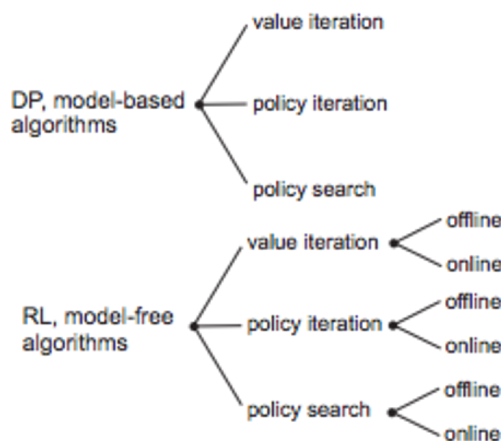 value iteration
DP, model-based
algorithms
policy iteration
policy search
value iteration
offline
online
RL, model-free
algorithms
policy iteration
offline
online
policy search
offline
online